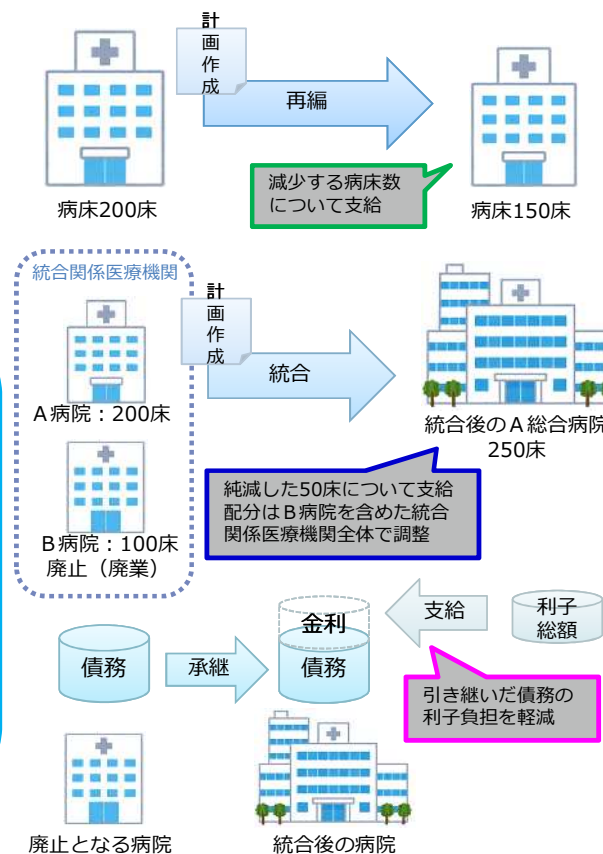 計画作成
再編
減少する病床数
について支給
病床200床
病床150床
統合関係医療機関
計画作成
統合
A病院：200床
統合後のA総合病院
250床
B病院：100床
廃止（廃業）
純減した50床について支給
配分はB病院を含めた統合
関係医療機関全体で調整
金利
支給
利子
総額
債務
承継
債務
引き継いだ債務の
利子負担を軽減
廃止となる病院
統合後の病院